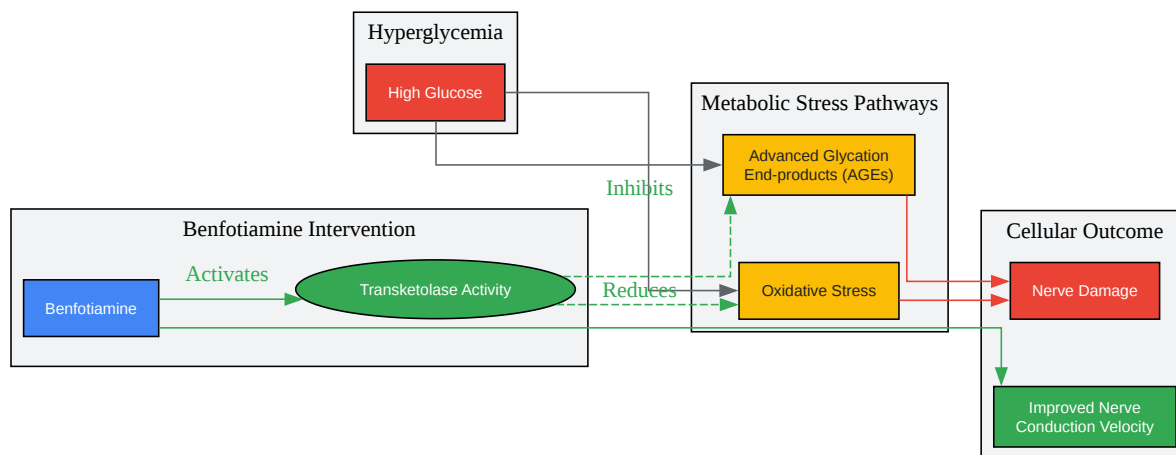 Hyperglycemia
High Glucose
Metabolic Stress Pathways
Advanced Glycation
End-products (AGEs)
Inhibits
Benfotiamine Intervention
Activates
Benfotiamine
Transketolase Activity
Reduces
Oxidative Stress
Cellular Outcome
Nerve Damage
Improved Nerve
Conduction Velocity